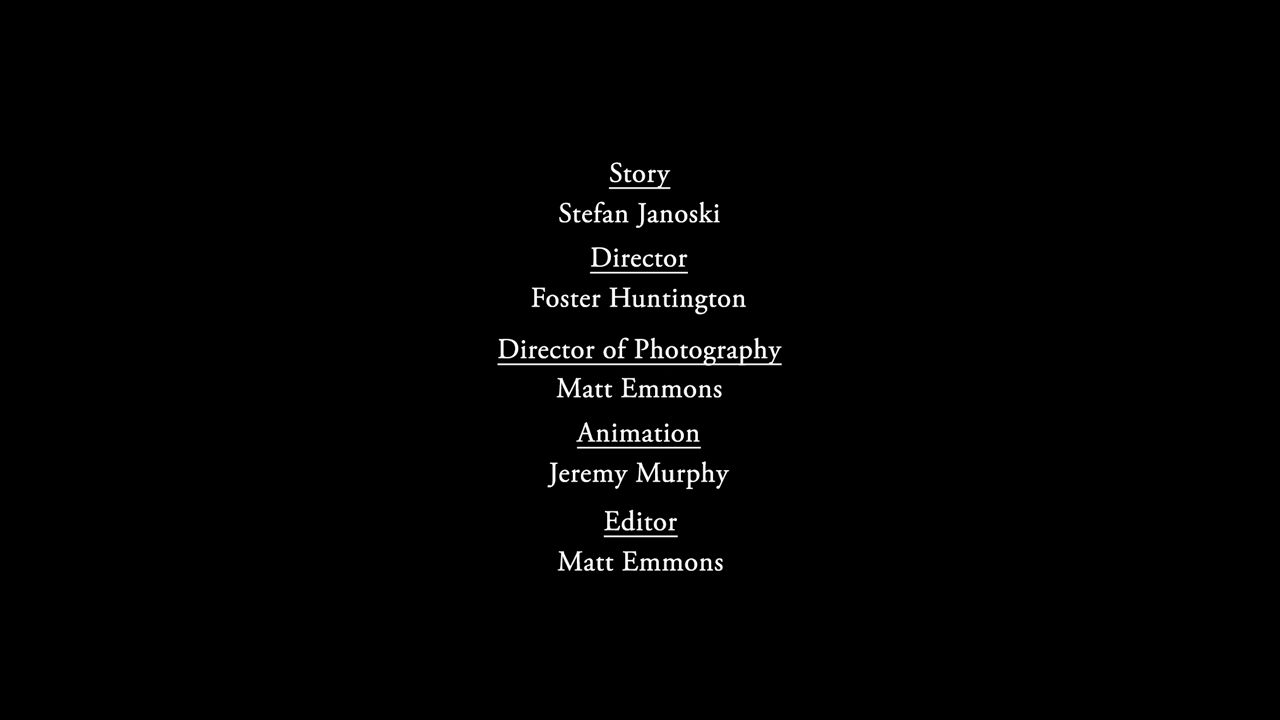 Story
Stefan Janoski
Director
Foster Huntington
Director of Photography
Matt Emmons
Animation
Jeremy Murphy
Editor
Matt Emmons